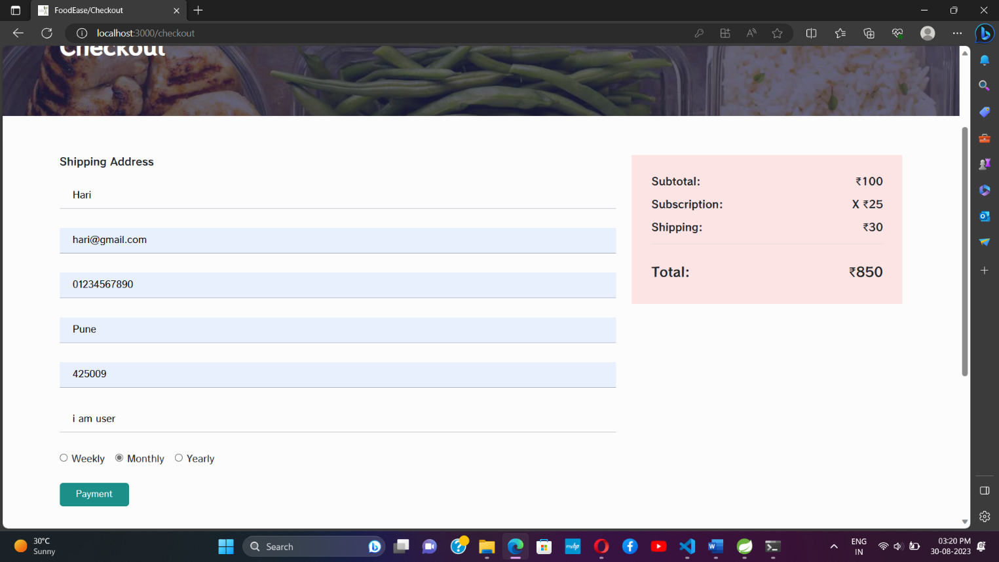 FoodEase/Checkout
localhost:3000/checkout
Checkout
Shipping Address
Hari
hari@gmail.com
01234567890
Pune
425009
i am user
Weekly Monthly Yearly
Payment
Subtotal: ₹100
Subscription: X ₹25
Shipping: ₹30
Total: ₹850
30°C
Sunny
Search
myhp
ENG
IN
03:20 PM
30-08-2023